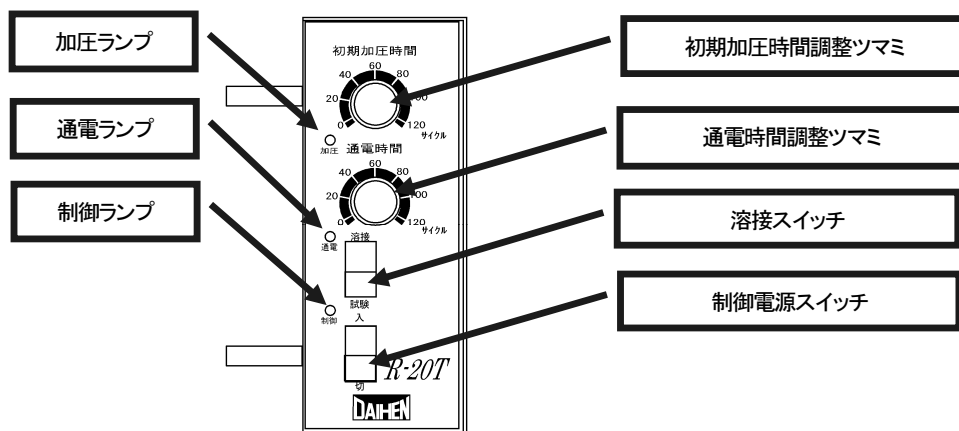 加圧ランプ
通電ランプ
制御ランプ
初期加圧時間
0 20 40 60 80 100 120
サイクル
加圧
通電時間
0 20 40 60 80 100 120
サイクル
通電
溶接
試験
制御
入
切
R-20T
DAIHEN
初期加圧時間調整ツマミ
通電時間調整ツマミ
溶接スイッチ
制御電源スイッチ